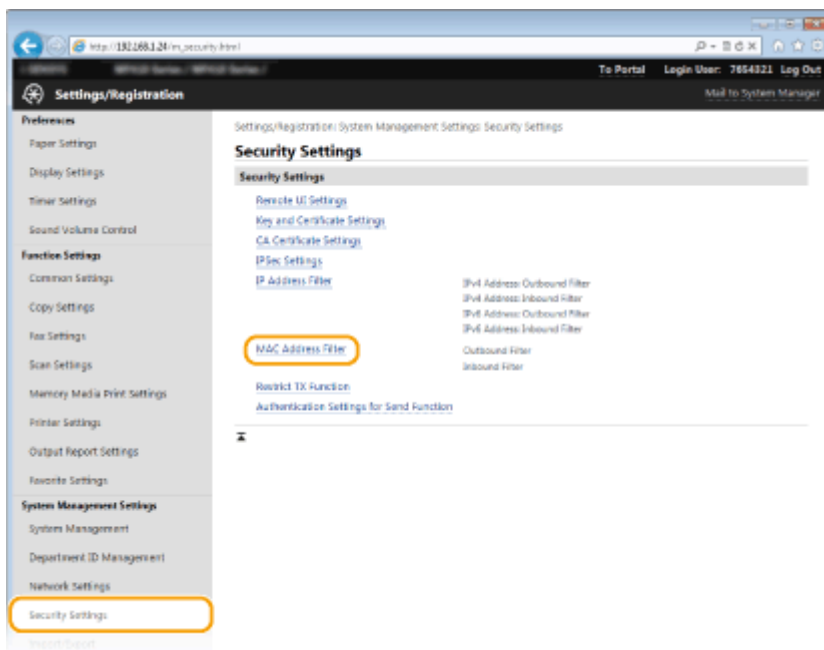 http://192.168.1.24/m_security.html
To Portal Login User: 7654321 Log Out
Settings/Registration
Mail to System Manager
Preferences
Paper Settings
Display Settings
Timer Settings
Sound Volume Control
Function Settings
Common Settings
Copy Settings
Fax Settings
Scan Settings
Memory Media Print Settings
Printer Settings
Output Report Settings
Favorite Settings
System Management Settings
System Management
Department ID Management
Network Settings
Security Settings
Import/Export
Settings/Registration: System Management Settings: Security Settings
Security Settings
Security Settings
Remote UI Settings
Key and Certificate Settings
CA Certificate Settings
IPSec Settings
IP Address Filter
IPv4 Address: Outbound Filter
IPv4 Address: Inbound Filter
IPv6 Address: Outbound Filter
IPv6 Address: Inbound Filter
MAC Address Filter
Outbound Filter
Inbound Filter
Restrict TX Function
Authentication Settings for Send Function